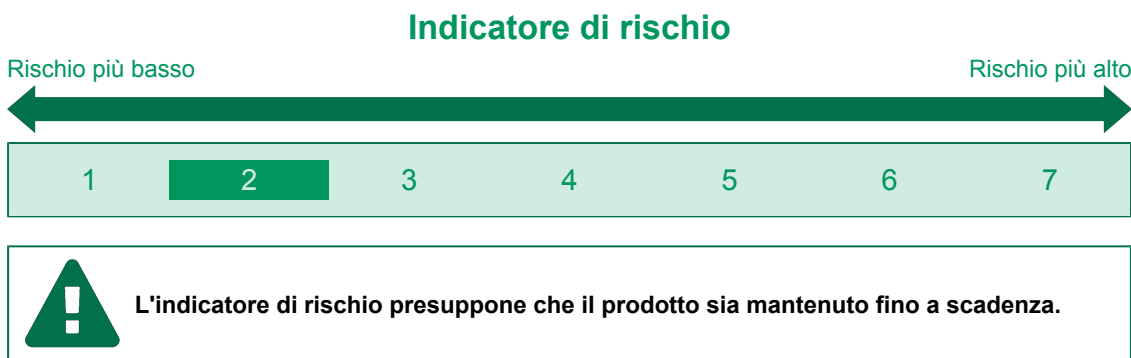 Indicatore di rischio
Rischio più basso Rischio più alto
1 2 3 4 5 6 7
L'indicatore di rischio presuppone che il prodotto sia mantenuto fino a scadenza.